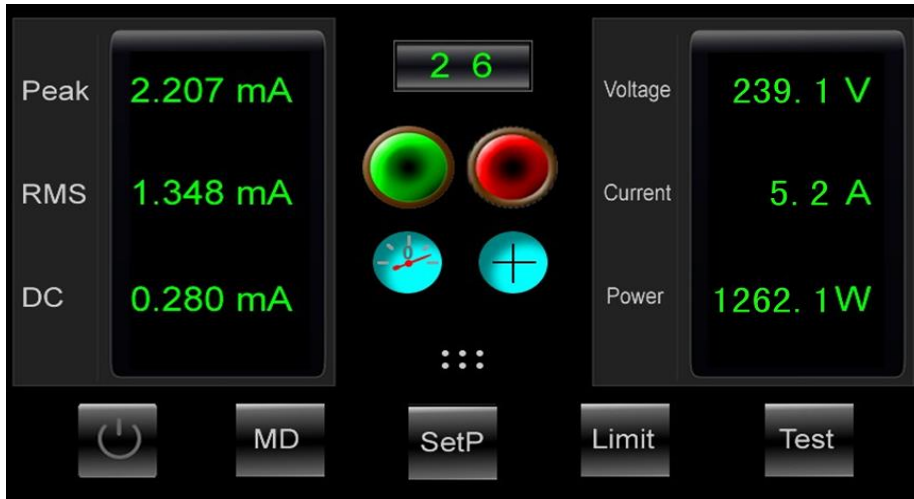 2 6
Peak 2.207 mA
Voltage 239. 1 V
RMS 1.348 mA
Current 5. 2 A
0
DC 0.280 mA
Power 1262. 1W
MD
SetP
Limit
Test